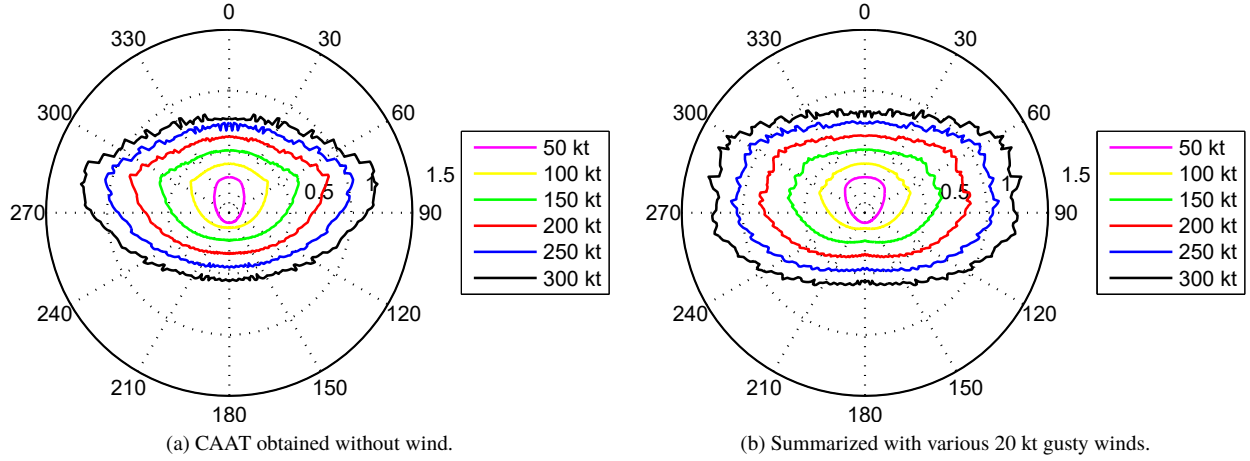 0
30
60
90
120
150
180
210
240
270
300
330
0.5
1
1.5
50 kt
100 kt
150 kt
200 kt
250 kt
300 kt
(a) CAAT obtained without wind.
0
30
60
90
120
150
180
210
240
270
300
330
0.5
1
1.5
50 kt
100 kt
150 kt
200 kt
250 kt
300 kt
(b) Summarized with various 20 kt gusty winds.